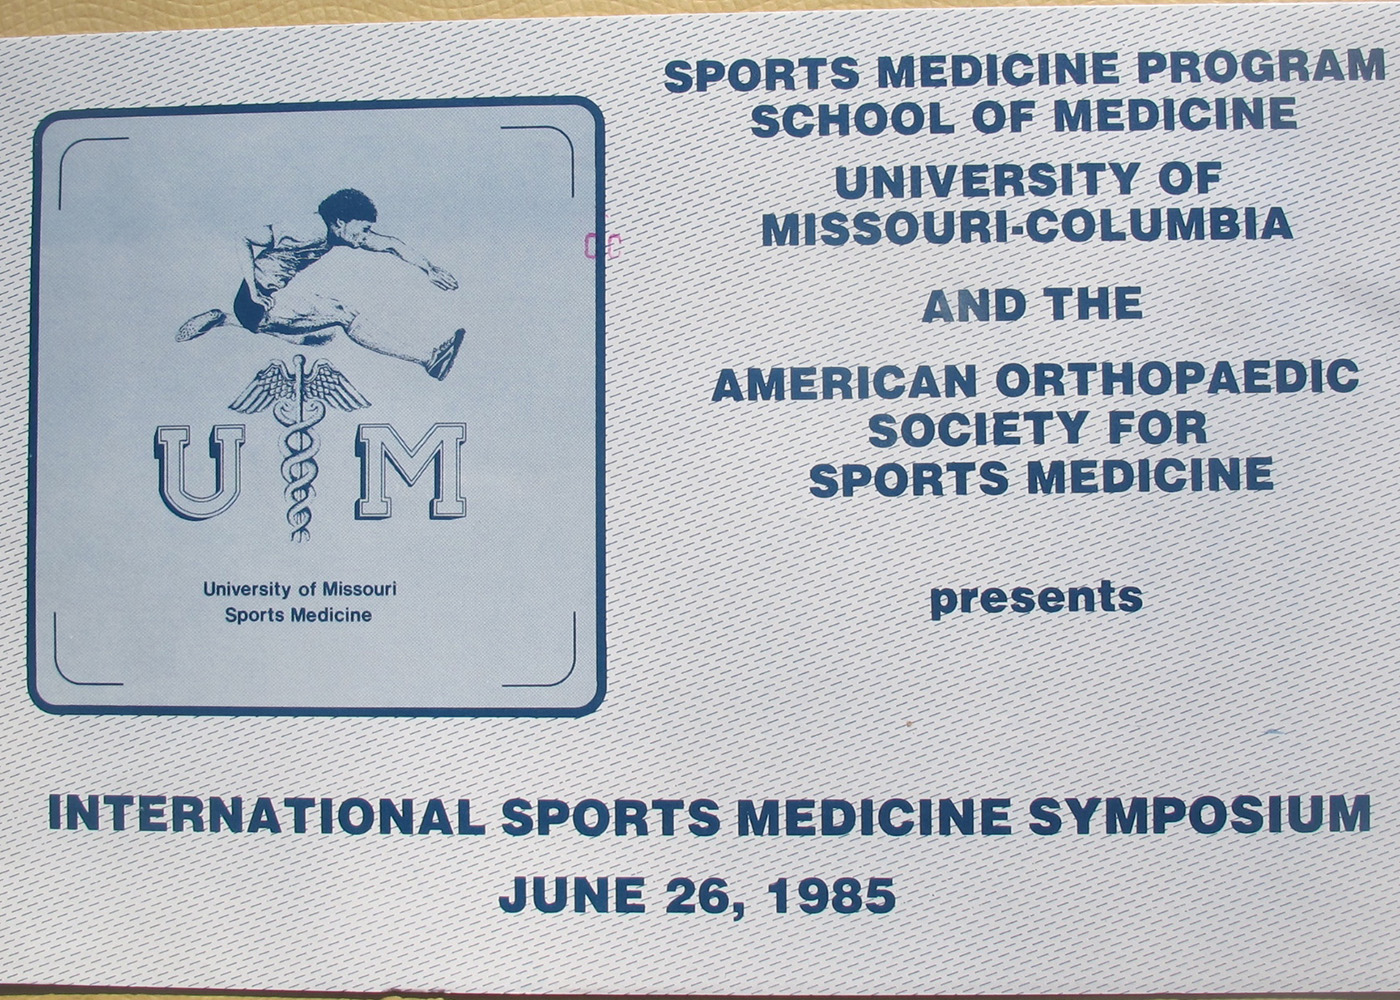 SPORTS MEDICINE PROGRAM
SCHOOL OF MEDICINE
UNIVERSITY OF
MISSOURI-COLUMBIA
AND THE
AMERICAN ORTHOPAEDIC
SOCIETY FOR
SPORTS MEDICINE
presents
U M
University of Missouri
Sports Medicine
INTERNATIONAL SPORTS MEDICINE SYMPOSIUM
JUNE 26, 1985